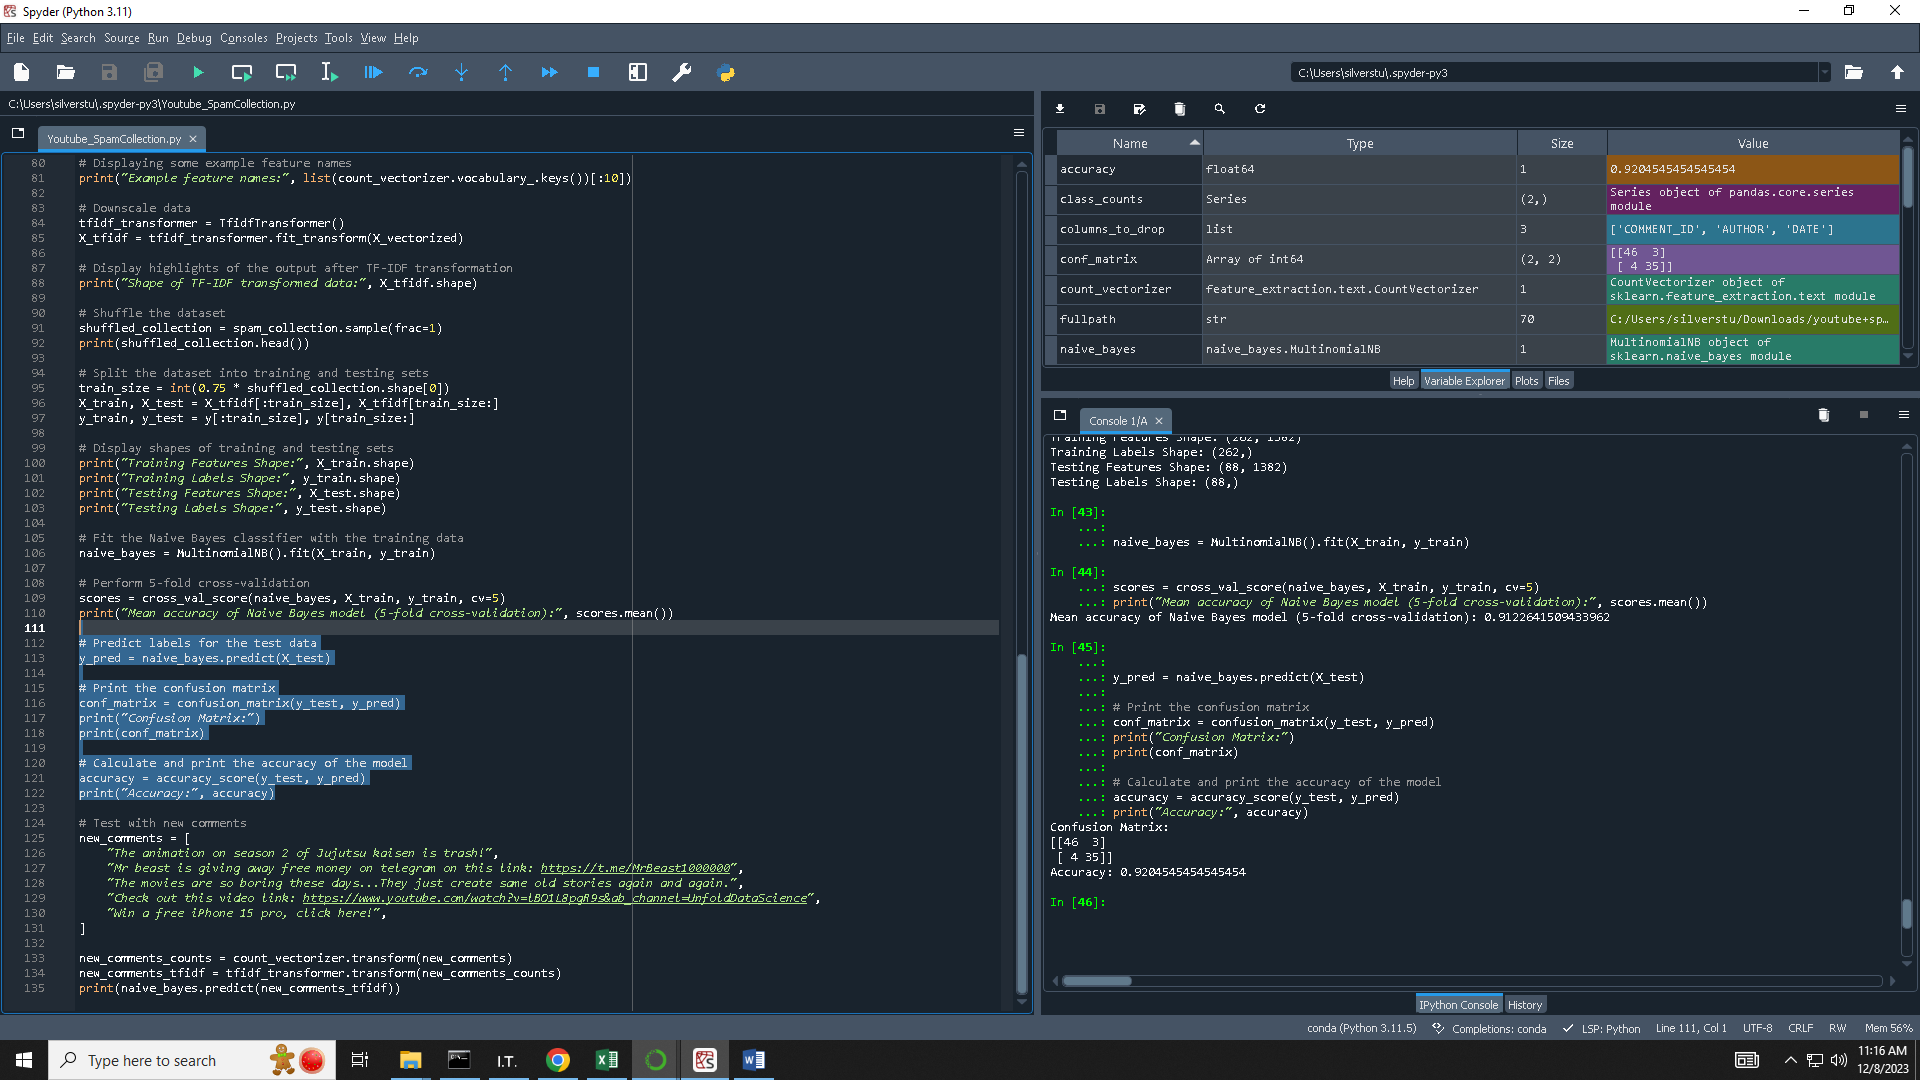 Spyder (Python 3.11)
File Edit Search Source Run Debug Consoles Projects Tools View Help
C:\Users\silverstu\.spyder-py3
C:\Users\silverstu\.spyder-py3\Youtube_SpamCollection.py
Youtube_SpamCollection.py
80 # Displaying some example feature names
81 print("Example feature names:", list(count_vectorizer.vocabulary_.keys())[:10])
82
83 # Downscale data
84 tfidf_transformer = TfidfTransformer()
85 X_tfidf = tfidf_transformer.fit_transform(X_vectorized)
86
87 # Display highlights of the output after TF-IDF transformation
88 print("Shape of TF-IDF transformed data:", X_tfidf.shape)
89
90 # Shuffle the dataset
91 shuffled_collection = spam_collection.sample(frac=1)
92 print(shuffled_collection.head())
93
94 # Split the dataset into training and testing sets
95 train_size = int(0.75 * shuffled_collection.shape[0])
96 X_train, X_test = X_tfidf[:train_size], X_tfidf[train_size:]
97 y_train, y_test = y[:train_size], y[train_size:]
98
99 # Display shapes of training and testing sets
100 print("Training Features Shape:", X_train.shape)
101 print("Training Labels Shape:", y_train.shape)
102 print("Testing Features Shape:", X_test.shape)
103 print("Testing Labels Shape:", y_test.shape)
104
105 # Fit the Naive Bayes classifier with the training data
106 naive_bayes = MultinomialNB().fit(X_train, y_train)
107
108 # Perform 5-fold cross-validation
109 scores = cross_val_score(naive_bayes, X_train, y_train, cv=5)
110 print("Mean accuracy of Naive Bayes model (5-fold cross-validation):", scores.mean())
111
112 # Predict labels for the test data
113 y_pred = naive_bayes.predict(X_test)
114
115 # Print the confusion matrix
116 conf_matrix = confusion_matrix(y_test, y_pred)
117 print("Confusion Matrix:")
118 print(conf_matrix)
119
120 # Calculate and print the accuracy of the model
121 accuracy = accuracy_score(y_test, y_pred)
122 print("Accuracy:", accuracy)
123
124 # Test with new comments
125 new_comments = [
126 "The animation on season 2 of Jujutsu kaisen is trash!",
127 "Mr beast is giving away free money on telegram on this link: https://t.me/MrBeast1000000",
128 "The movies are so boring these days...They just create same old stories again and again.",
129 "Check out this video link: https://www.youtube.com/watch?v=lBO1L8pgR9s&ab_channel=UnfoldDataScience",
130 "Win a free iPhone 15 pro, click here!",
131 ]
132
133 new_comments_counts = count_vectorizer.transform(new_comments)
134 new_comments_tfidf = tfidf_transformer.transform(new_comments_counts)
135 print(naive_bayes.predict(new_comments_tfidf))
Name Type Size Value
accuracy float64 1 0.9204545454545454
class_counts Series (2,) Series object of pandas.core.series module
columns_to_drop list 3 ['COMMENT_ID', 'AUTHOR', 'DATE']
conf_matrix Array of int64 (2, 2) [[46 3]
[ 4 35]]
count_vectorizer feature_extraction.text.CountVectorizer 1 CountVectorizer object of sklearn.feature_extraction.text module
fullpath str 70 C:/Users/silverstu/Downloads/youtube+sp…
naive_bayes naive_bayes.MultinomialNB 1 MultinomialNB object of sklearn.naive_bayes module
Help Variable Explorer Plots Files
Console 1/A
Training Features Shape: (262, 1382)
Training Labels Shape: (262,)
Testing Features Shape: (88, 1382)
Testing Labels Shape: (88,)
In [43]:
...:
...: naive_bayes = MultinomialNB().fit(X_train, y_train)
In [44]:
...: scores = cross_val_score(naive_bayes, X_train, y_train, cv=5)
...: print("Mean accuracy of Naive Bayes model (5-fold cross-validation):", scores.mean())
Mean accuracy of Naive Bayes model (5-fold cross-validation): 0.9122641509433962
In [45]:
...:
...: y_pred = naive_bayes.predict(X_test)
...:
...: # Print the confusion matrix
...: conf_matrix = confusion_matrix(y_test, y_pred)
...: print("Confusion Matrix:")
...: print(conf_matrix)
...:
...: # Calculate and print the accuracy of the model
...: accuracy = accuracy_score(y_test, y_pred)
...: print("Accuracy:", accuracy)
Confusion Matrix:
[[46 3]
[ 4 35]]
Accuracy: 0.9204545454545454
In [46]:
IPython Console History
conda (Python 3.11.5) Completions: conda LSP: Python Line 111, Col 1 UTF-8 CRLF RW Mem 56%
Type here to search
I.T.
11:16 AM
12/8/2023